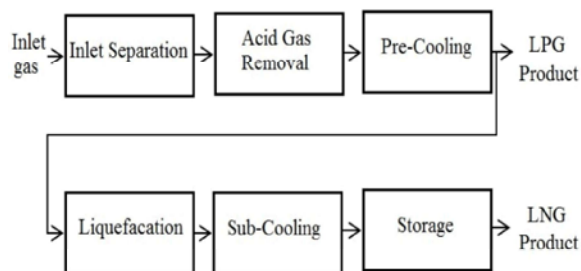 Inlet
gas
Inlet Separation
Acid Gas
Removal
Pre-Cooling
LPG
Product
Liquefacation
Sub-Cooling
Storage
LNG
Product